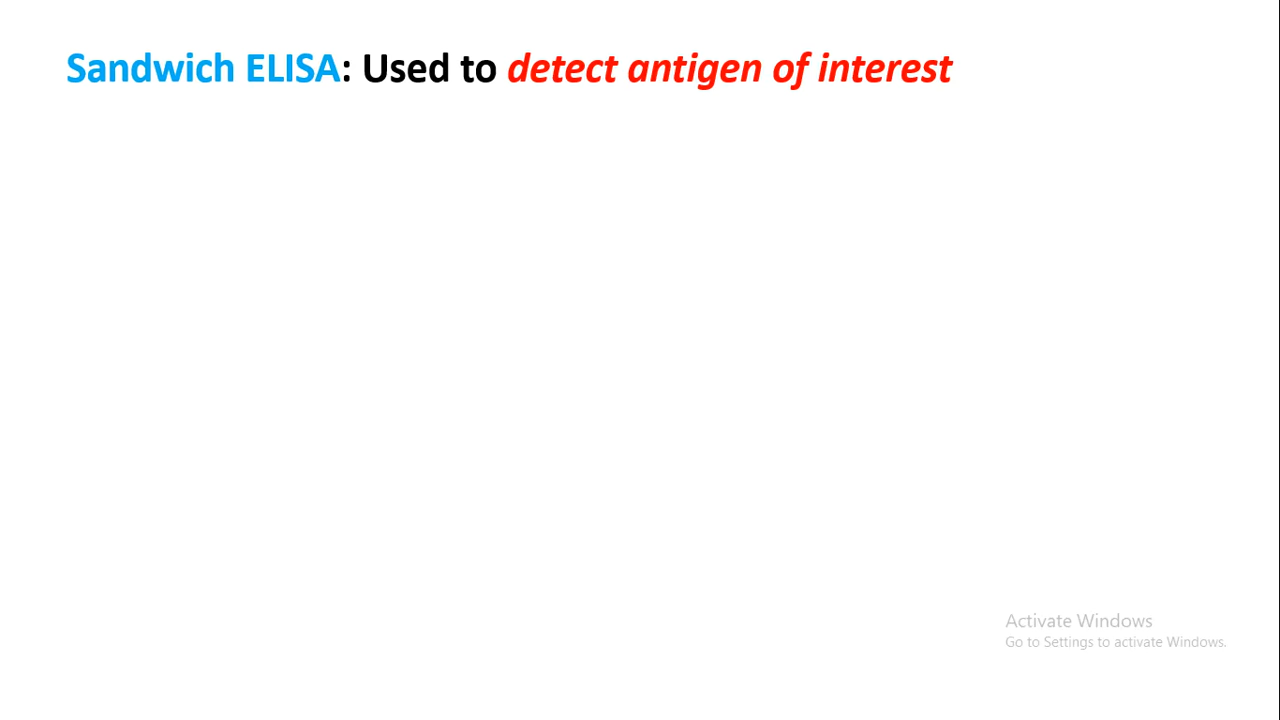 Sandwich ELISA: Used to detect antigen of interest
Activate Windows
Go to Settings to activate Windows.